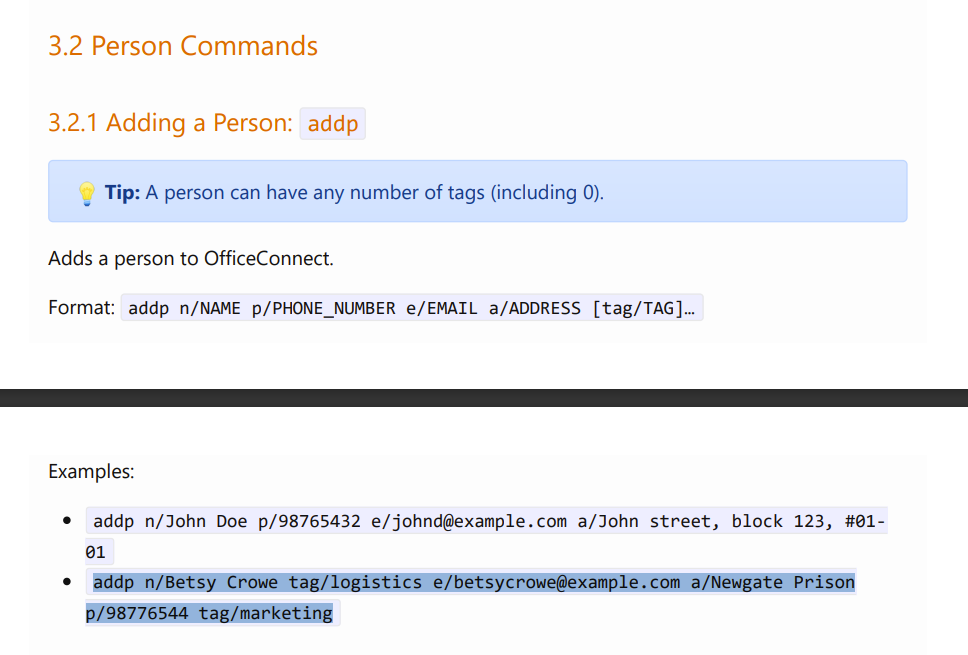 3.2 Person Commands
3.2.1 Adding a Person: addp
Tip: A person can have any number of tags (including 0).
Adds a person to OfficeConnect.
Format: addp n/NAME p/PHONE_NUMBER e/EMAIL a/ADDRESS [tag/TAG]…
Examples:
• addp n/John Doe p/98765432 e/johnd@example.com a/John street, block 123, #01-
01
• addp n/Betsy Crowe tag/logistics e/betsycrowe@example.com a/Newgate Prison
p/98776544 tag/marketing